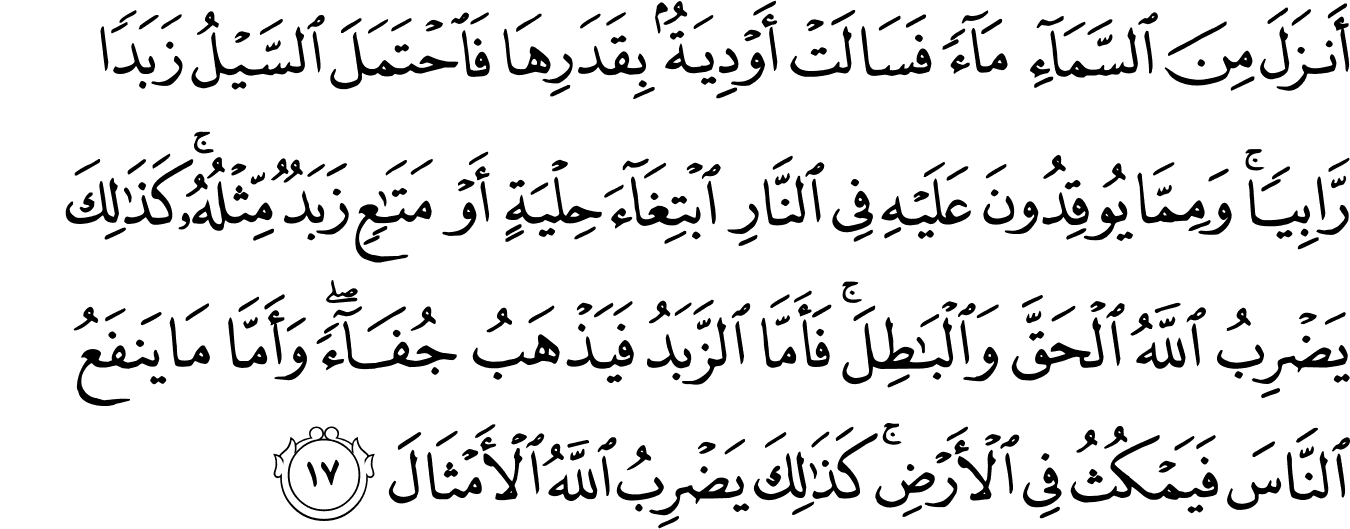 أَنزَلَ مِنَ ٱلسَّمَآءِ مَآءً فَسَالَتْ أَوْدِيَةٌۢ بِقَدَرِهَا فَٱحْتَمَلَ ٱلسَّيْلُ زَبَدًا
رَّابِيًاۚ وَمِمَّا يُوقِدُونَ عَلَيْهِ فِى ٱلنَّارِ ٱبْتِغَآءَ حِلْيَةٍ أَوْ مَتَـٰعٍ زَبَدٌ مِّثْلُهُۥۚ كَذَٰلِكَ
يَضْرِبُ ٱللَّهُ ٱلْحَقَّ وَٱلْبَـٰطِلَۚ فَأَمَّا ٱلزَّبَدُ فَيَذْهَبُ جُفَآءًۖ وَأَمَّا مَا يَنفَعُ
ٱلنَّاسَ فَيَمْكُثُ فِى ٱلْأَرْضِۚ كَذَٰلِكَ يَضْرِبُ ٱللَّهُ ٱلْأَمْثَالَ ١٧